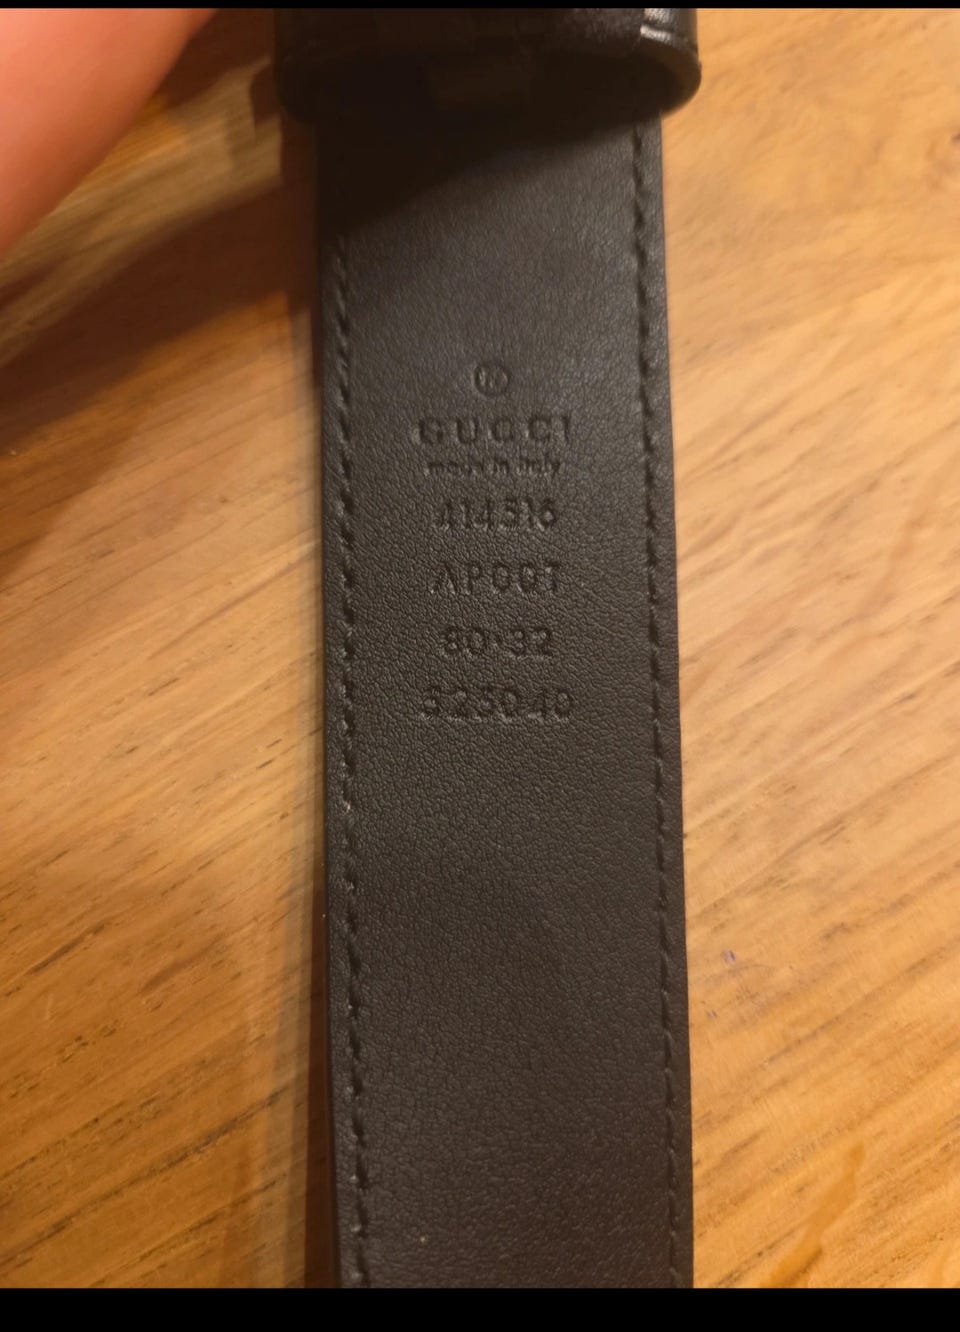 ®
GUCCI
made in italy
414516
AP00T
80·32
525040